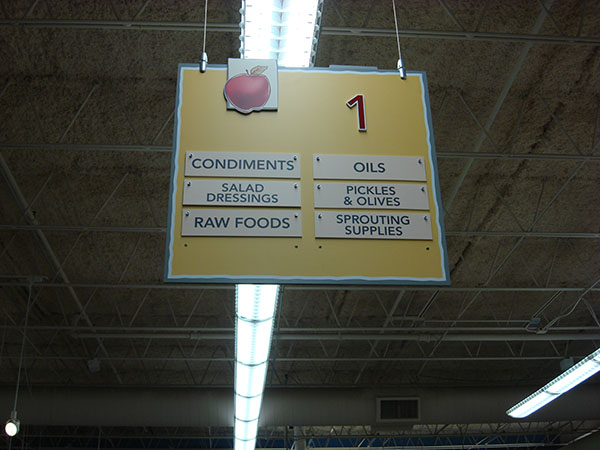 1
CONDIMENTS
OILS
SALAD
DRESSINGS
PICKLES
& OLIVES
RAW FOODS
SPROUTING
SUPPLIES